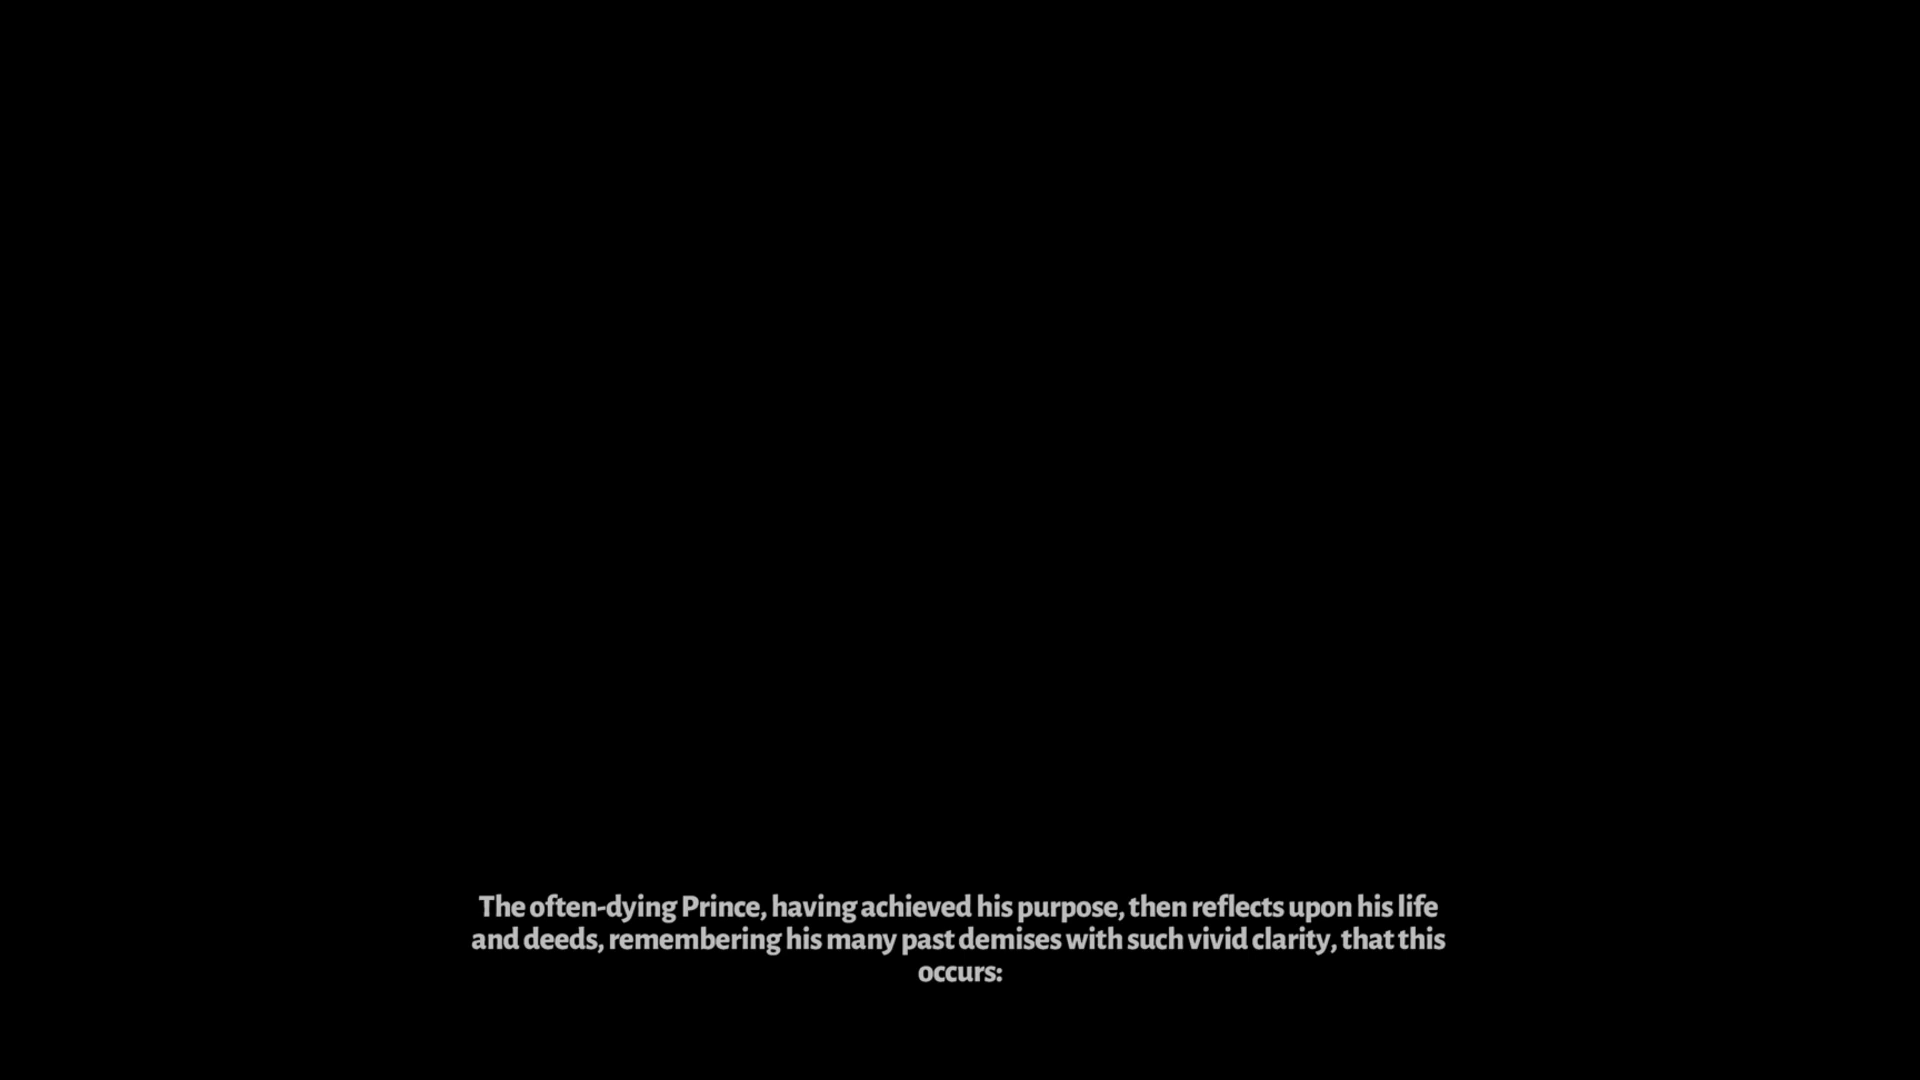 The often-dying Prince, having achieved his purpose, then reflects upon his life
and deeds, remembering his many past demises with such vivid clarity, that this
occurs: